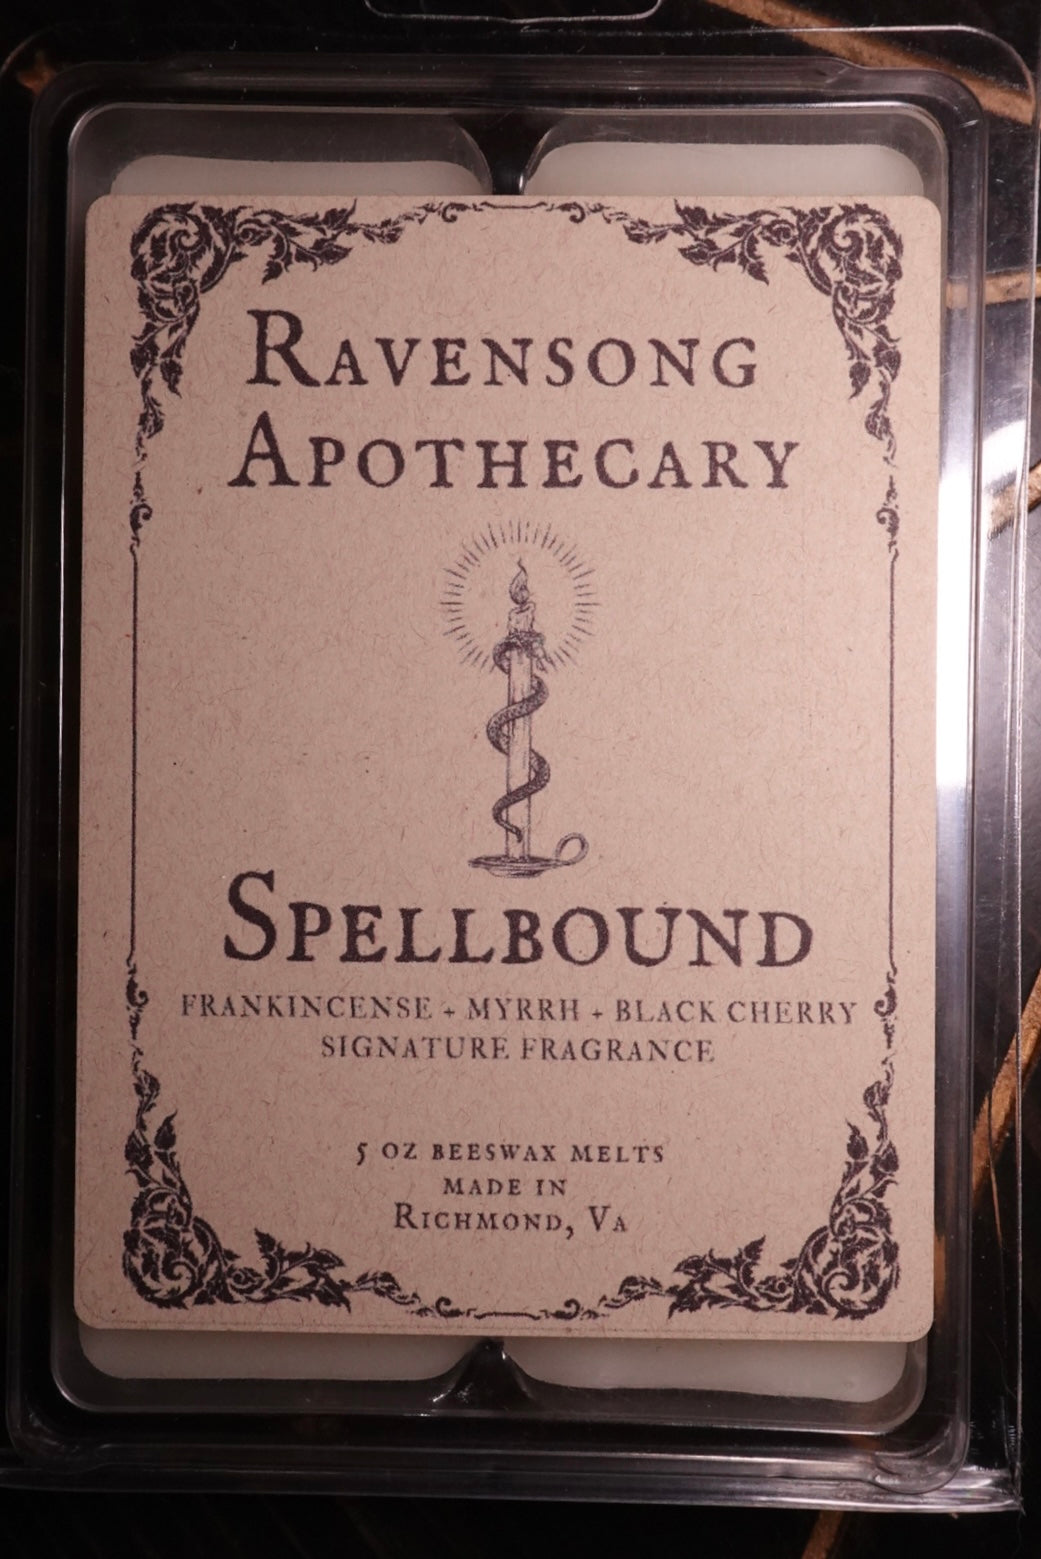 Ravensong
Apothecary
Spellbound
FRANKINCENSE + MYRRH + BLACK CHERRY
SIGNATURE FRAGRANCE
5 OZ BEESWAX MELTS
MADE IN
Richmond, Va